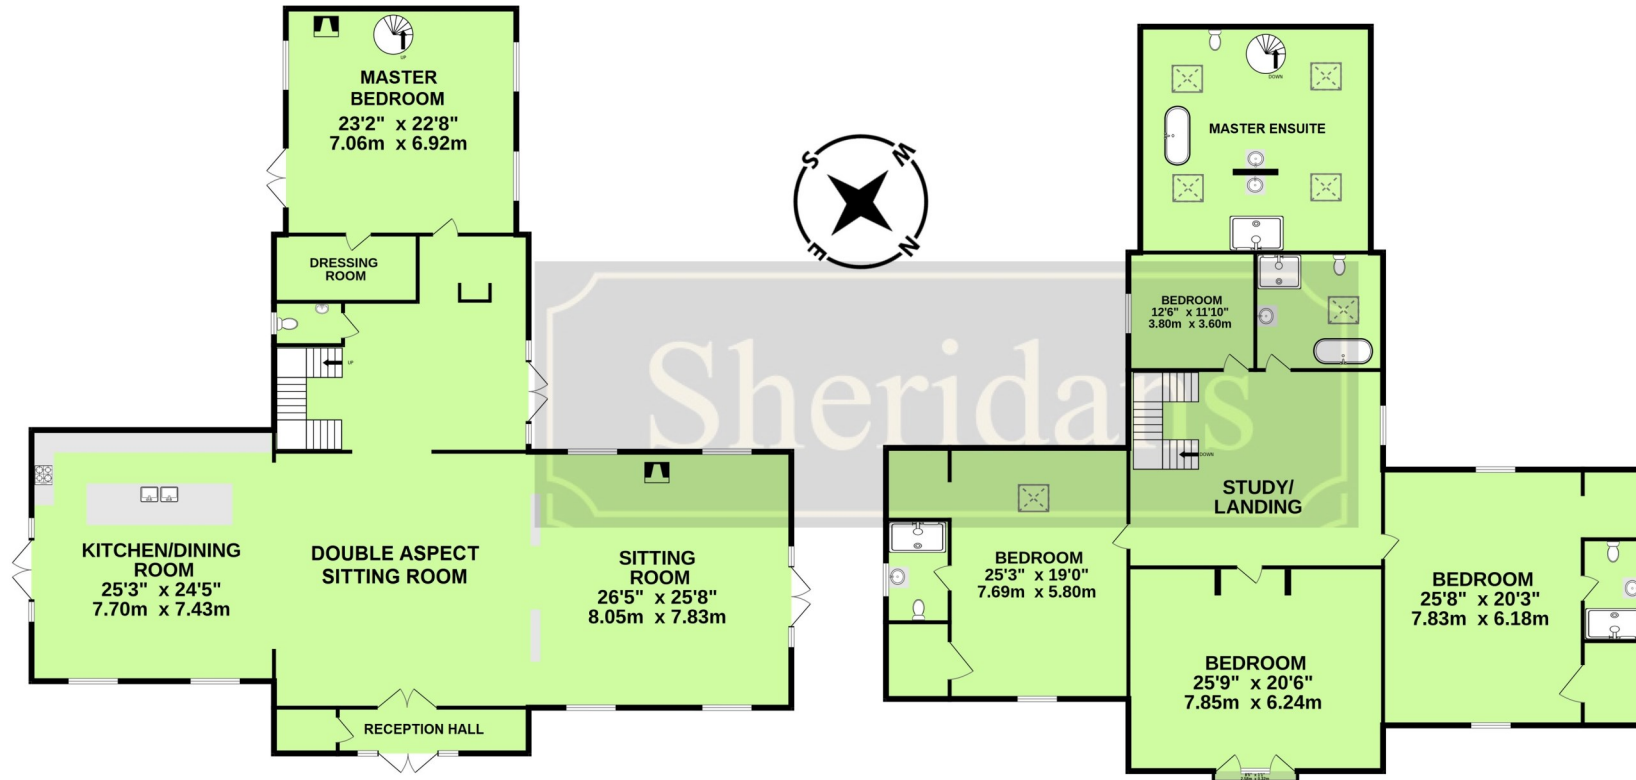 MASTER
BEDROOM
23'2" x 22'8"
7.06m x 6.92m
UP
DRESSING
ROOM
UP
KITCHEN/DINING
ROOM
25'3" x 24'5"
7.70m x 7.43m
DOUBLE ASPECT
SITTING ROOM
SITTING
ROOM
26'5" x 25'8"
8.05m x 7.83m
RECEPTION HALL
S
W
E
N
Sheridans
DOWN
MASTER ENSUITE
BEDROOM
12'6" x 11'10"
3.80m x 3.60m
DOWN
STUDY/
LANDING
BEDROOM
25'3" x 19'0"
7.69m x 5.80m
BEDROOM
25'8" x 20'3"
7.83m x 6.18m
BEDROOM
25'9" x 20'6"
7.85m x 6.24m